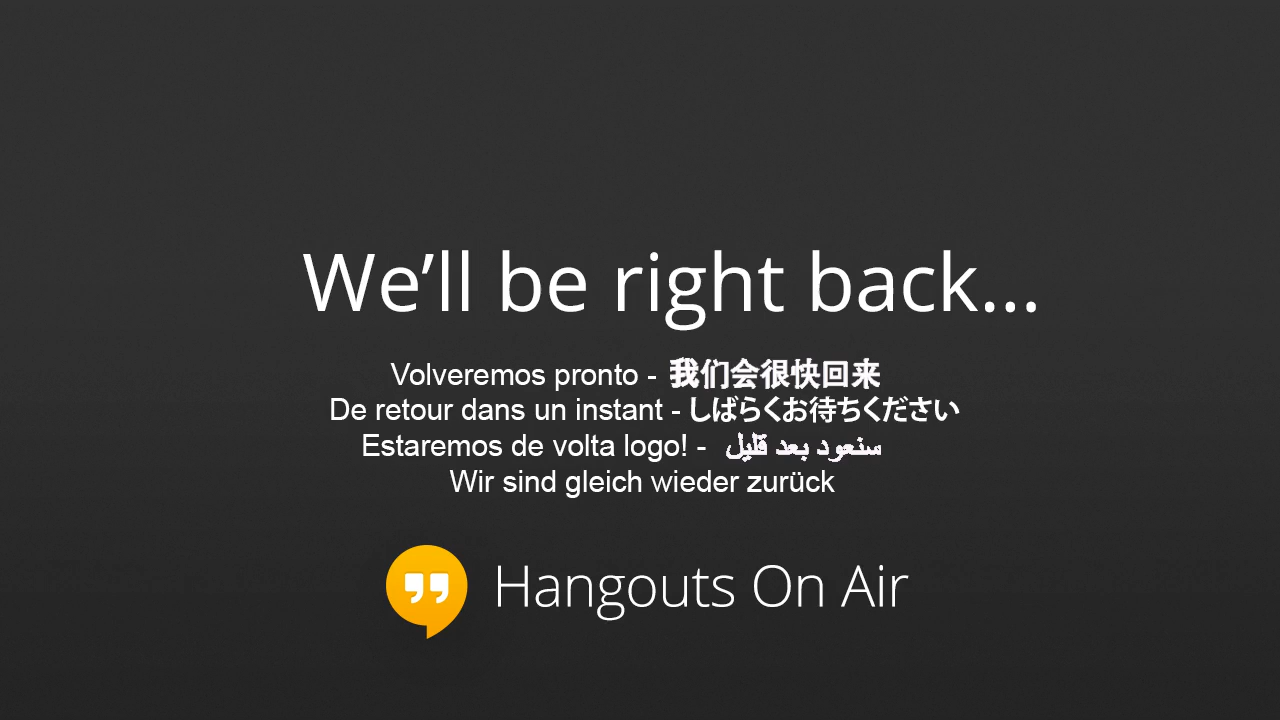 We’ll be right back...
Volveremos pronto - 我们会很快回来
De retour dans un instant - しばらくお待ちください
Estaremos de volta logo! - سنعود بعد قليل
Wir sind gleich wieder zurück
Hangouts On Air